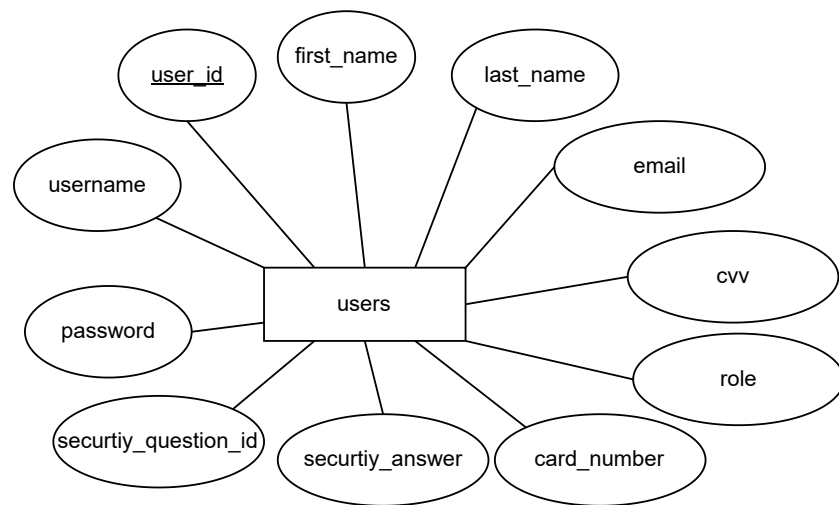 first_name
user_id
last_name
email
username
cvv
users
password
role
securtiy_question_id
securtiy_answer
card_number